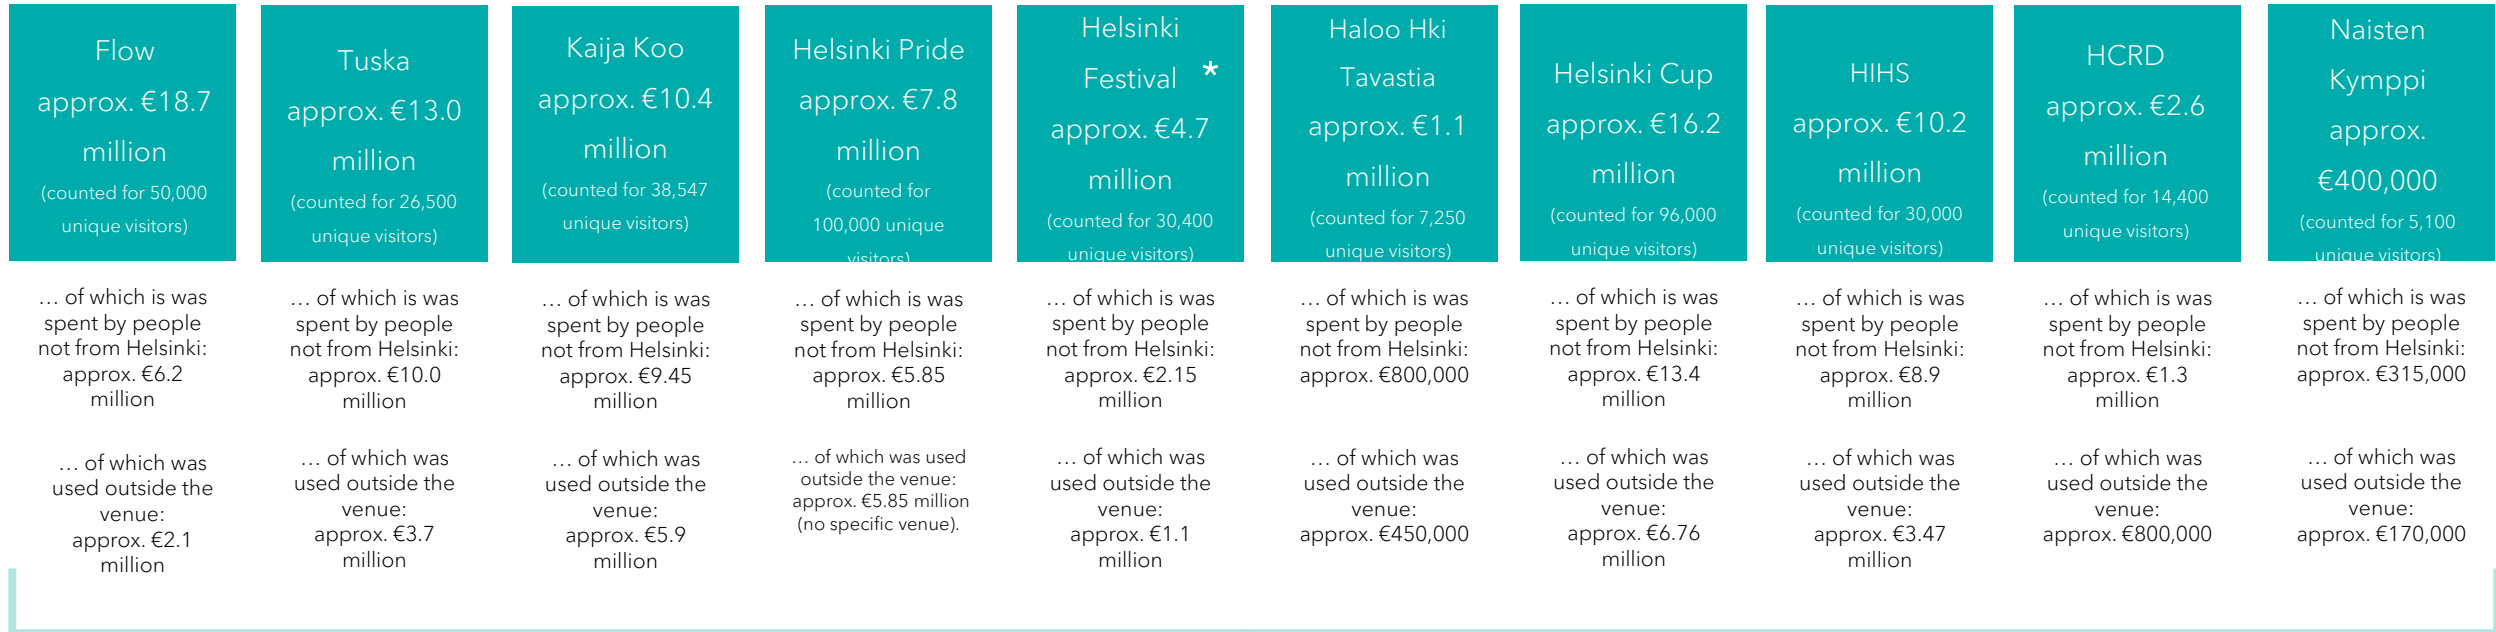 Flow
approx. €18.7
million
(counted for 50,000
unique visitors)
… of which is was
spent by people
not from Helsinki:
approx. €6.2
million
… of which was
used outside the
venue:
approx. €2.1
million
Tuska
approx. €13.0
million
(counted for 26,500
unique visitors)
… of which is was
spent by people
not from Helsinki:
approx. €10.0
million
… of which was
used outside the
venue:
approx. €3.7
million
Kaija Koo
approx. €10.4
million
(counted for 38,547
unique visitors)
… of which is was
spent by people
not from Helsinki:
approx. €9.45
million
… of which was
used outside the
venue:
approx. €5.9
million
Helsinki Pride
approx. €7.8
million
(counted for
100,000 unique
visitors)
… of which is was
spent by people
not from Helsinki:
approx. €5.85
million
… of which was used
outside the venue:
approx. €5.85 million
(no specific venue).
Helsinki
Festival *
approx. €4.7
million
(counted for 30,400
unique visitors)
… of which is was
spent by people
not from Helsinki:
approx. €2.15
million
… of which was
used outside the
venue:
approx. €1.1
million
Haloo Hki
Tavastia
approx. €1.1
million
(counted for 7,250
unique visitors)
… of which is was
spent by people
not from Helsinki:
approx. €800,000
… of which was
used outside the
venue:
approx. €450,000
Helsinki Cup
approx. €16.2
million
(counted for 96,000
unique visitors)
… of which is was
spent by people
not from Helsinki:
approx. €13.4
million
… of which was
used outside the
venue:
approx. €6.76
million
HIHS
approx. €10.2
million
(counted for 30,000
unique visitors)
… of which is was
spent by people
not from Helsinki:
approx. €8.9
million
… of which was
used outside the
venue:
approx. €3.47
million
HCRD
approx. €2.6
million
(counted for 14,400
unique visitors)
… of which is was
spent by people
not from Helsinki:
approx. €1.3
million
… of which was
used outside the
venue:
approx. €800,000
Naisten
Kymppi
approx.
€400,000
(counted for 5,100
unique visitors)
… of which is was
spent by people
not from Helsinki:
approx. €315,000
… of which was
used outside the
venue:
approx. €170,000